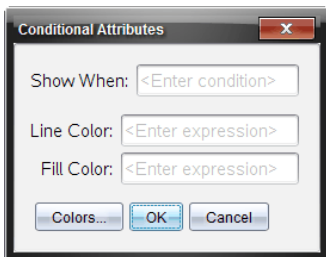 Conditional Attributes
Show When: <Enter condition>
Line Color: <Enter expression>
Fill Color: <Enter expression>
Colors... OK Cancel